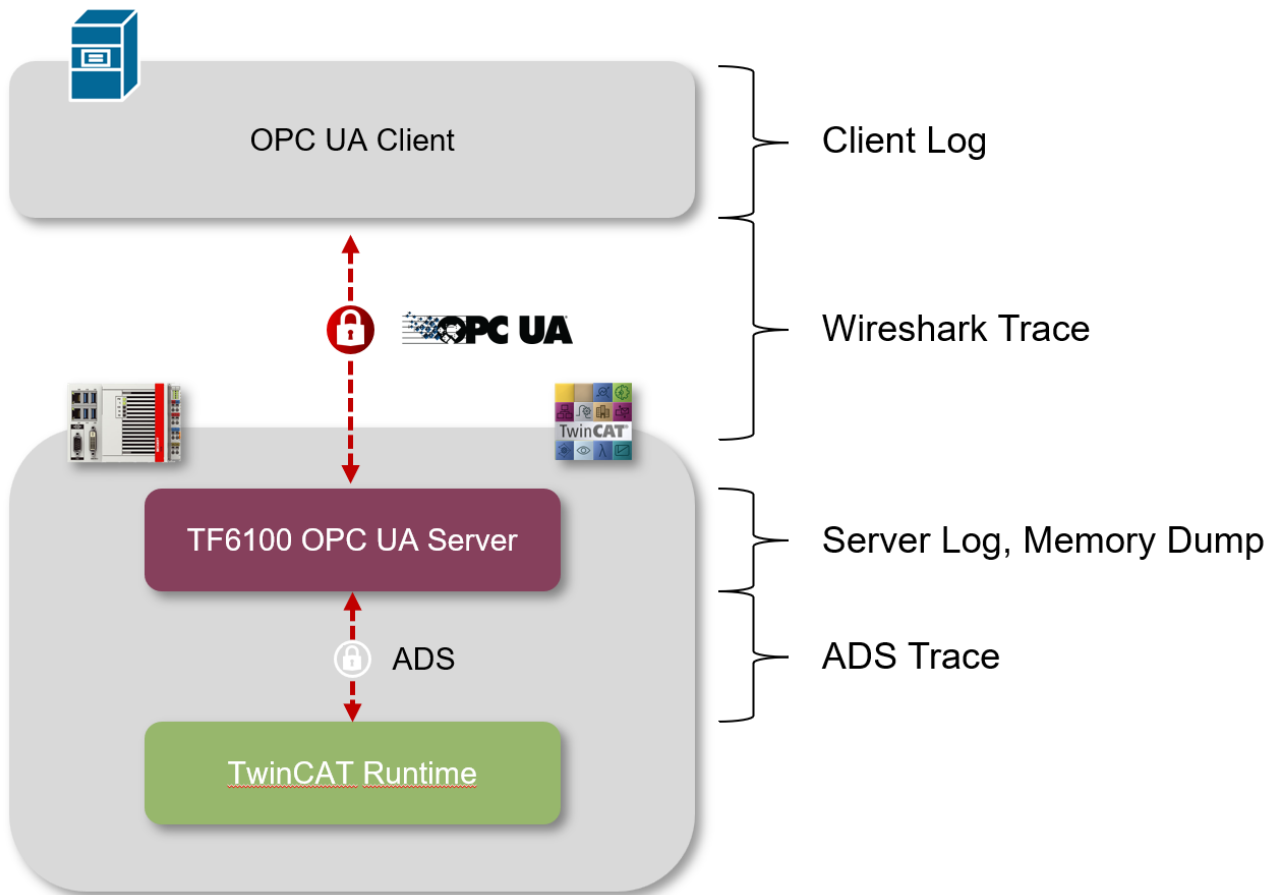 OPC UA Client
Client Log
OPC UA
Wireshark Trace
TwinCAT
TF6100 OPC UA Server
Server Log, Memory Dump
ADS
ADS Trace
TwinCAT Runtime